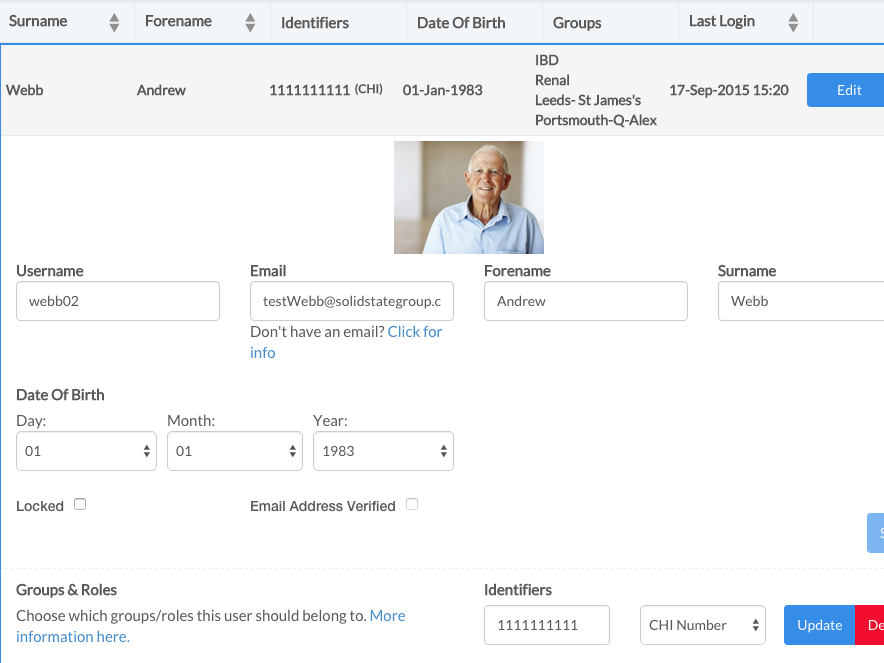 Surname Forename Identifiers Date Of Birth Groups Last Login
Webb Andrew 1111111111 (CHI) 01-Jan-1983 IBD Renal Leeds- St James's Portsmouth-Q-Alex 17-Sep-2015 15:20 Edit
Username Email Forename Surname
webb02 testWebb@solidstategroup.c Andrew Webb
Don't have an email? Click for
info
Date Of Birth
Day: Month: Year:
01 01 1983
Locked Email Address Verified
Groups & Roles Identifiers
Choose which groups/roles this user should belong to. More
information here.
1111111111 CHI Number Update De